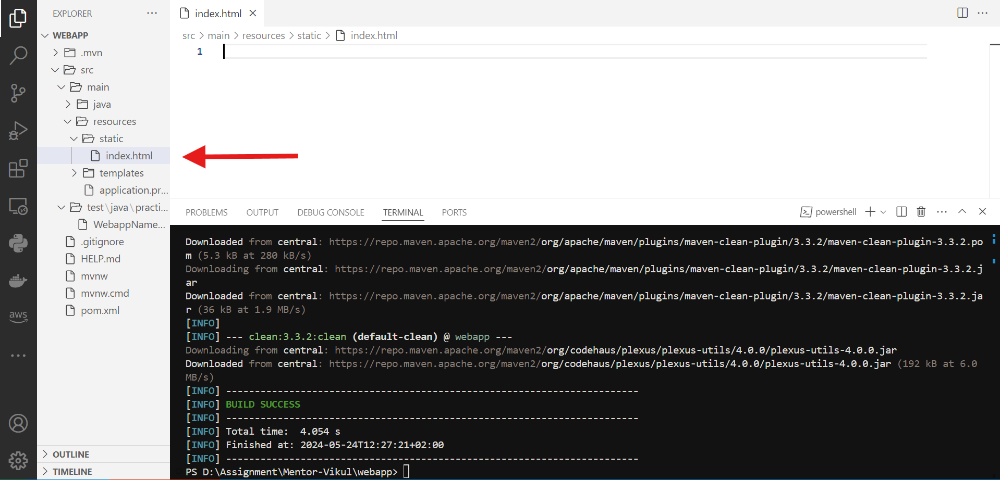 EXPLORER
WEBAPP
.mvn
src
main
java
resources
static
index.html
templates
application.pr...
test\java\practi...
WebappName...
.gitignore
HELP.md
mvnw
mvnw.cmd
pom.xml
OUTLINE
TIMELINE
aws
index.html
src > main > resources > static > index.html
1
PROBLEMS OUTPUT DEBUG CONSOLE TERMINAL PORTS
powershell
Downloaded from central: https://repo.maven.apache.org/maven2/org/apache/maven/plugins/maven-clean-plugin/3.3.2/maven-clean-plugin-3.3.2.po
m (5.3 kB at 280 kB/s)
Downloading from central: https://repo.maven.apache.org/maven2/org/apache/maven/plugins/maven-clean-plugin/3.3.2/maven-clean-plugin-3.3.2.j
ar
Downloaded from central: https://repo.maven.apache.org/maven2/org/apache/maven/plugins/maven-clean-plugin/3.3.2/maven-clean-plugin-3.3.2.ja
r (36 kB at 1.9 MB/s)
[INFO]
[INFO] --- clean:3.3.2:clean (default-clean) @ webapp ---
Downloading from central: https://repo.maven.apache.org/maven2/org/codehaus/plexus/plexus-utils/4.0.0/plexus-utils-4.0.0.jar
Downloaded from central: https://repo.maven.apache.org/maven2/org/codehaus/plexus/plexus-utils/4.0.0/plexus-utils-4.0.0.jar (192 kB at 6.0
MB/s)
[INFO] ------------------------------------------------------------------------
[INFO] BUILD SUCCESS
[INFO] ------------------------------------------------------------------------
[INFO] Total time:  4.054 s
[INFO] Finished at: 2024-05-24T12:27:21+02:00
[INFO] ------------------------------------------------------------------------
PS D:\Assignment\Mentor-Vikul\webapp>